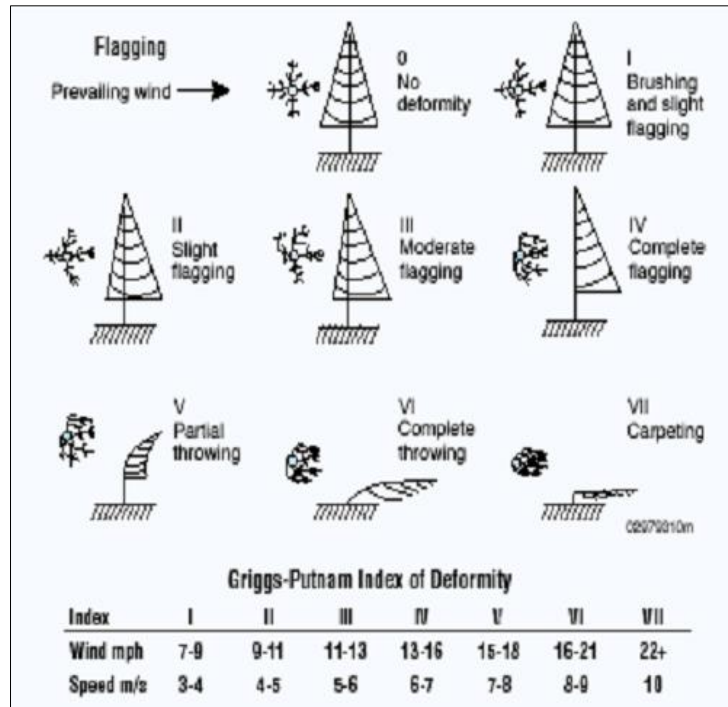 Flagging
Prevailing wind
0
No
deformity
I
Brushing
and slight
flagging
II
Slight
flagging
III
Moderate
flagging
IV
Complete
flagging
V
Partial
throwing
VI
Complete
throwing
VII
Carpeting
02979310m
Griggs-Putnam Index of Deformity
Index I II III IV V VI VII
Wind mph 7-9 9-11 11-13 13-16 15-18 16-21 22+
Speed m/s 3-4 4-5 5-6 6-7 7-8 8-9 10